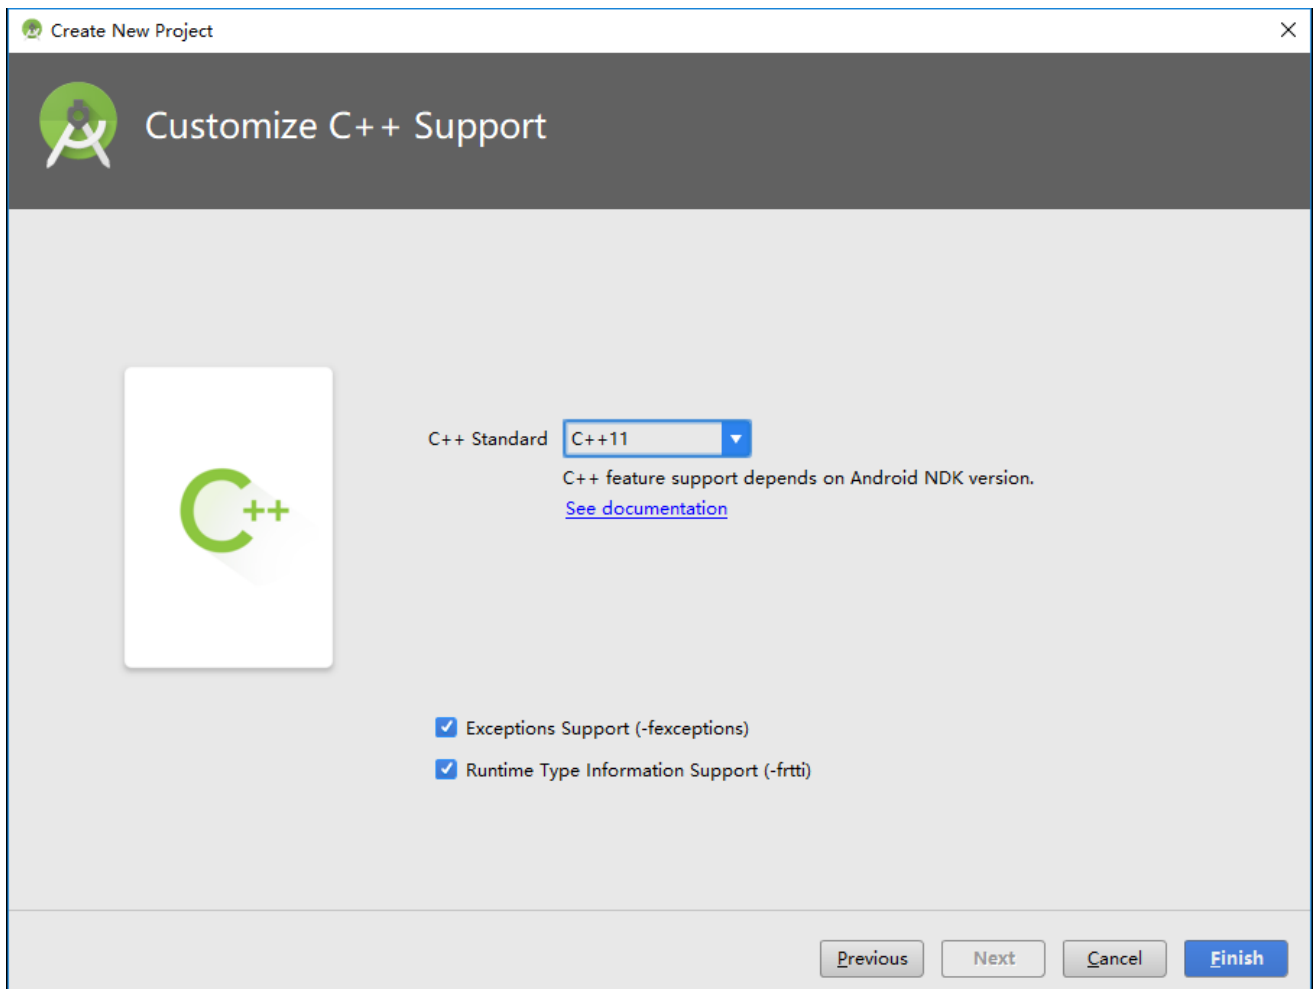 Create New Project
Customize C++ Support
C++ Standard C++11
C++ feature support depends on Android NDK version.
See documentation
C++
Exceptions Support (-fexceptions)
Runtime Type Information Support (-frtti)
Previous Next Cancel Finish